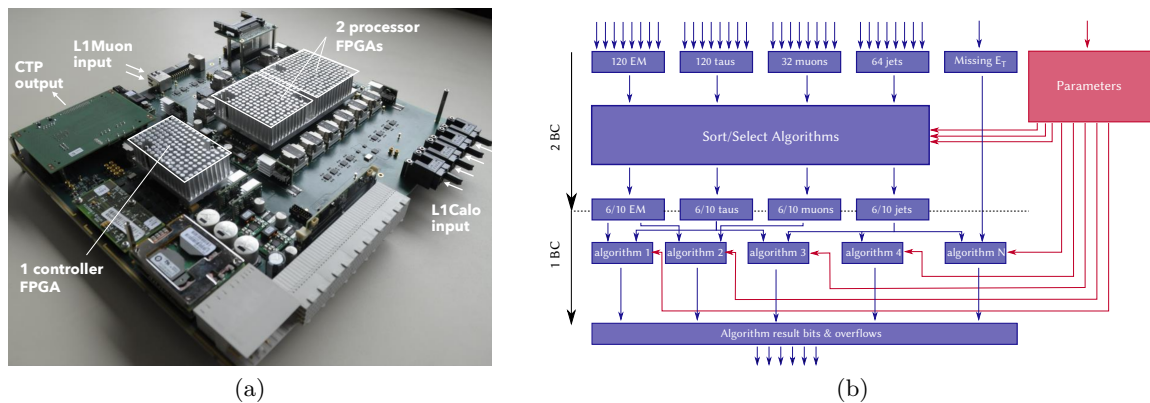 2 processor
FPGAs
L1Muon
input
CTP
output
L1Calo
input
1 controller
FPGA
(a)
120 EM
120 taus
32 muons
64 jets
Missing E_T
Parameters
2 BC
Sort/Select Algorithms
6/10 EM
6/10 taus
6/10 muons
6/10 jets
1 BC
algorithm 1
algorithm 2
algorithm 3
algorithm 4
algorithm N
Algorithm result bits & overflows
(b)